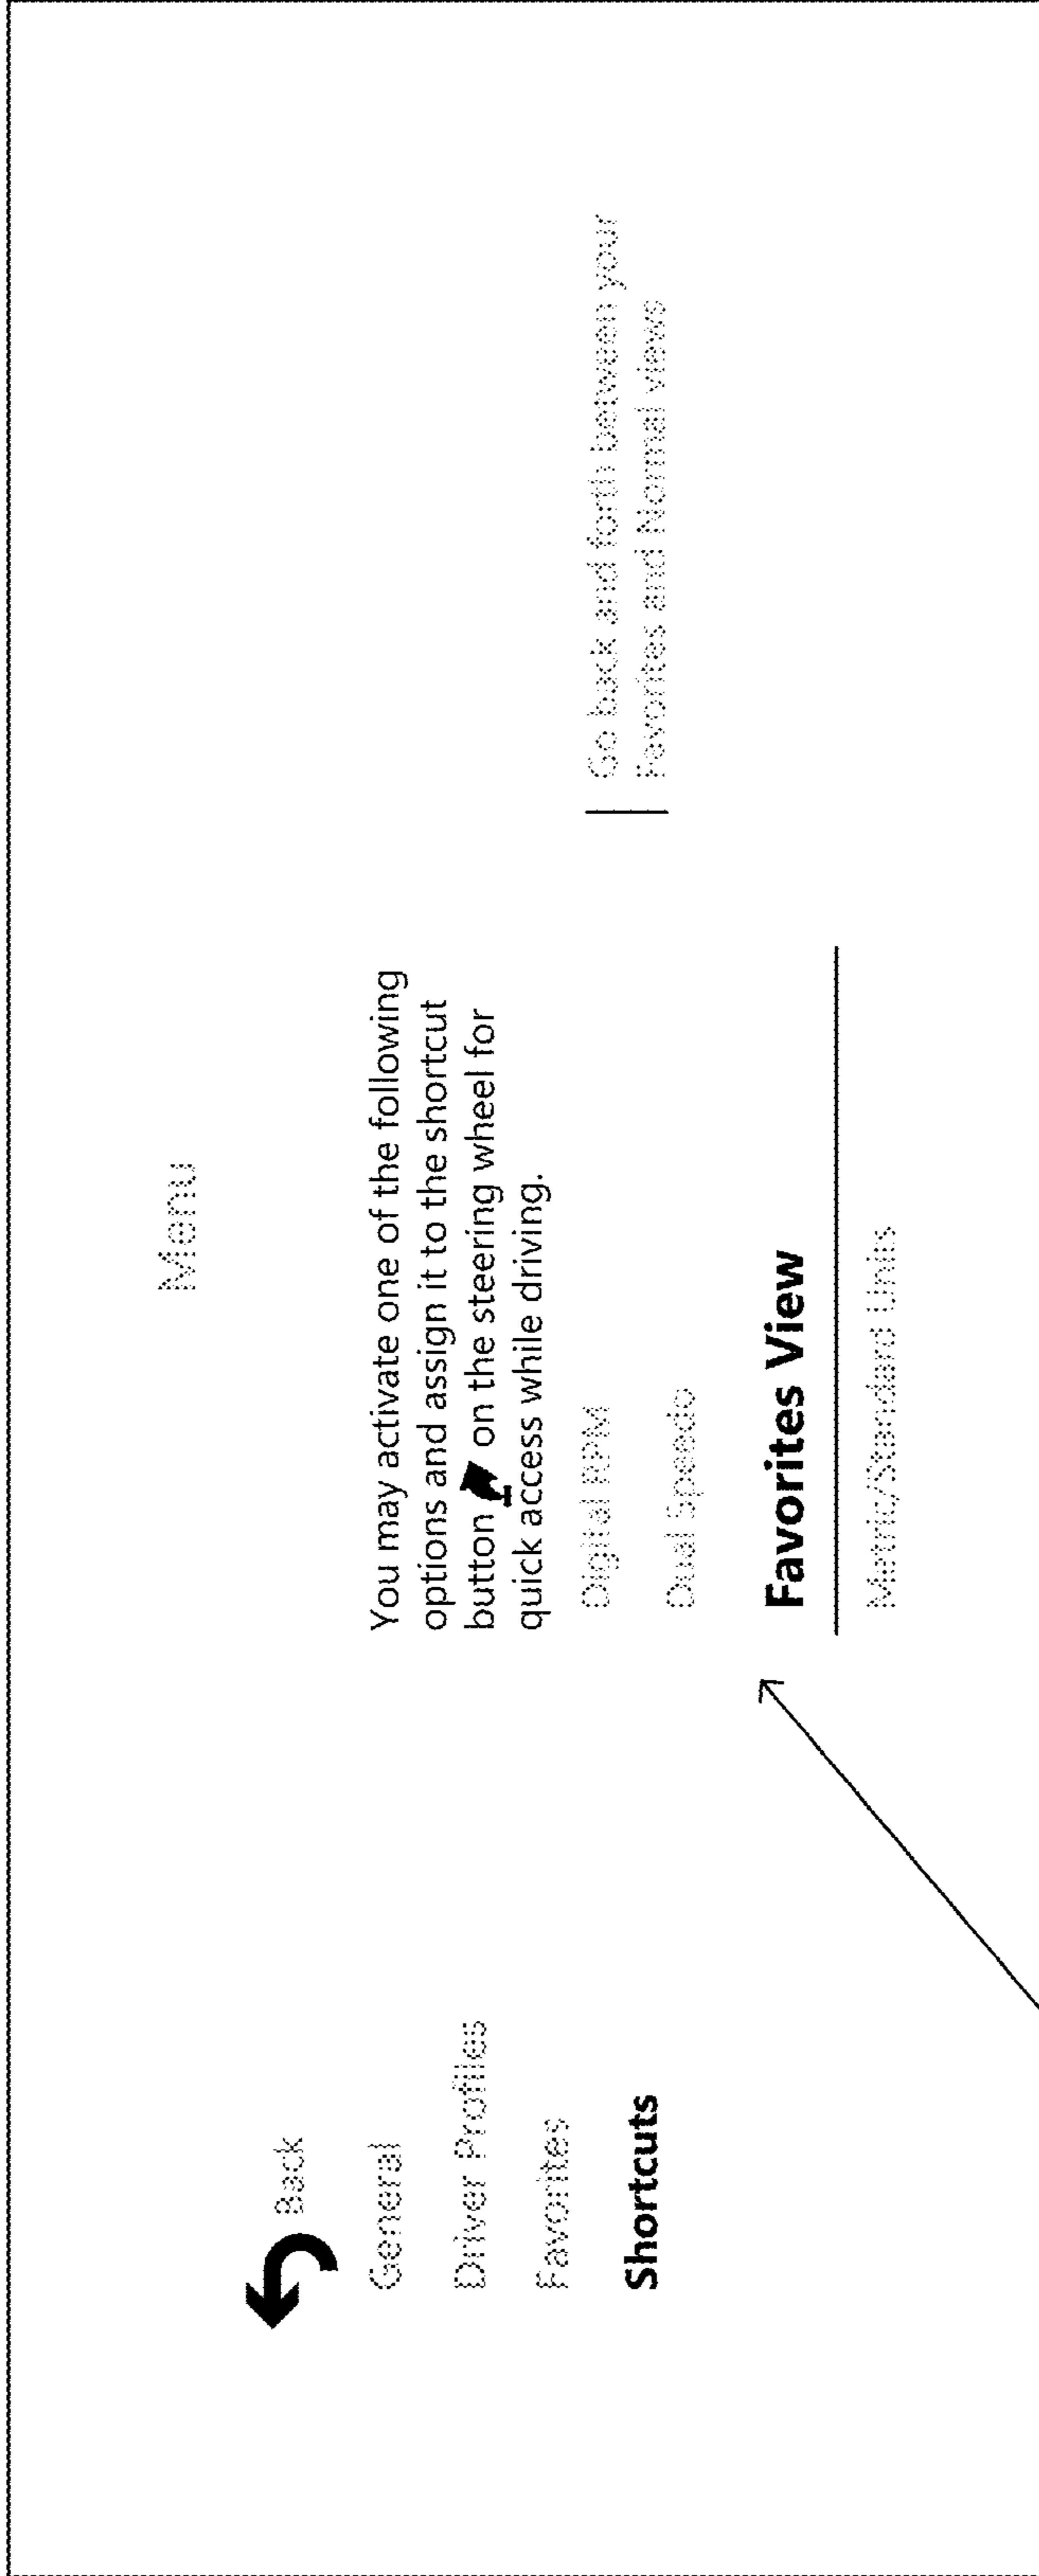 Menu
Back
General
Driver Profiles
Favorites
Shortcuts
You may activate one of the following
options and assign it to the shortcut
button on the steering wheel for
quick access while driving.
Digital RPM
Dual Speedo
Favorites View
Metric/Standard Units
Go back and forth between your
Favorites and Normal views